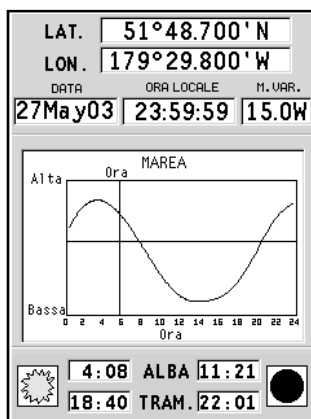 LAT. 51°48.700'N
LON. 179°29.800'W
DATA ORA LOCALE M.VAR.
27May03 23:59:59 15.0W
MAREA
Alta Ora
Bassa
0 2 4 6 8 10 12 14 16 18 20 22 24
Ora
4:08 ALBA 11:21
18:40 TRAM. 22:01